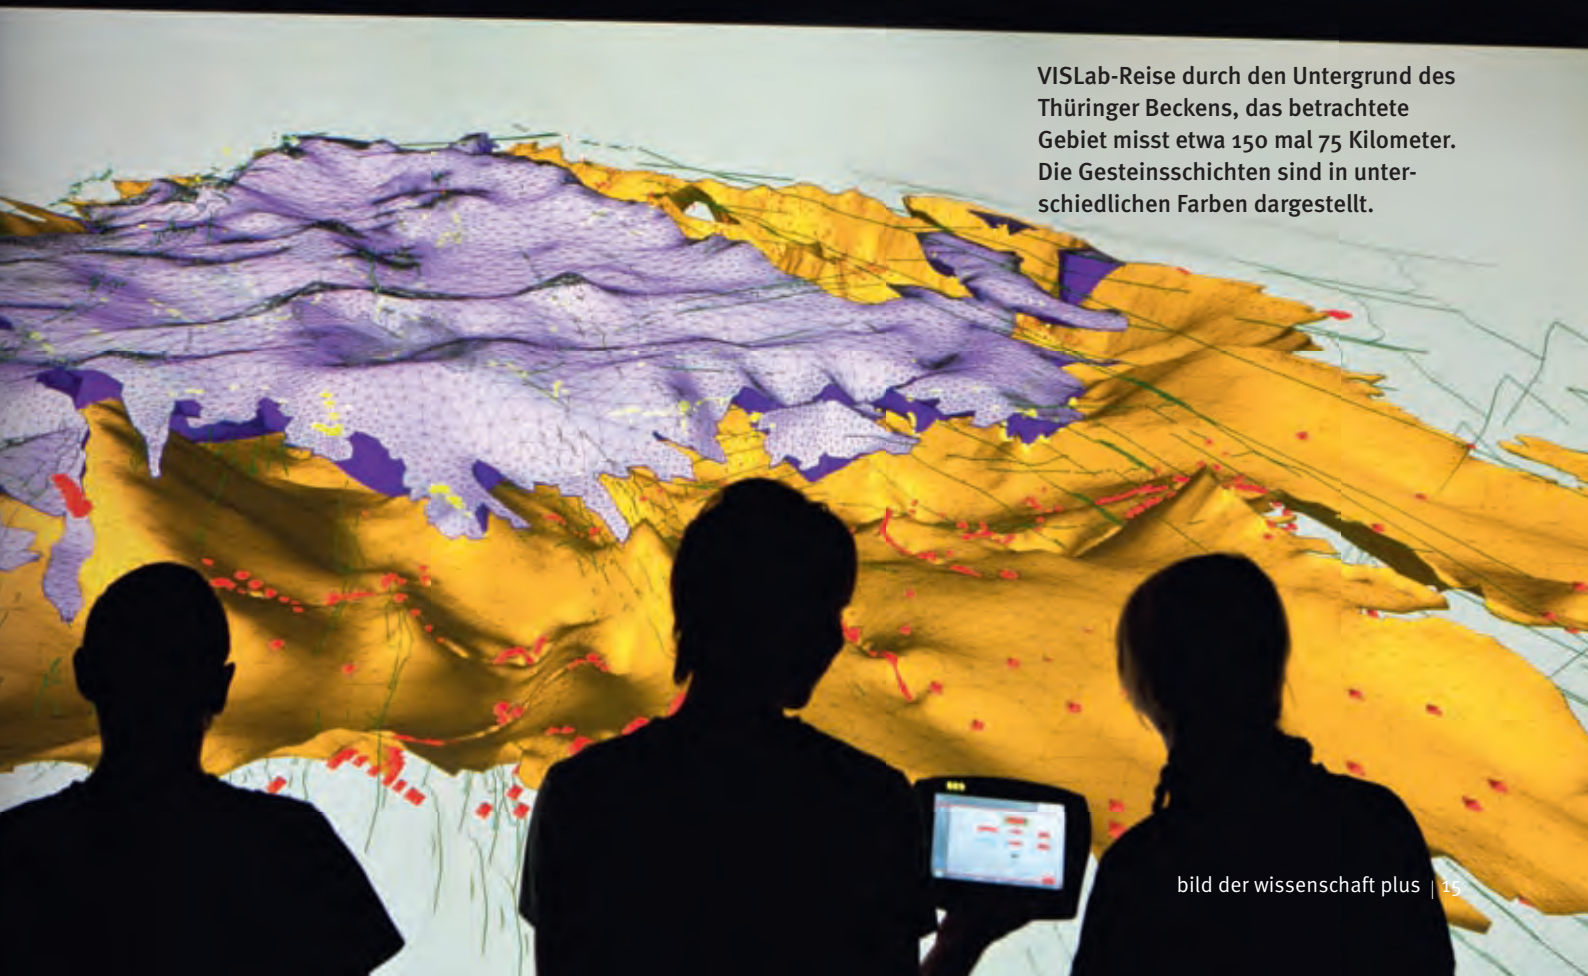 VISLab-Reise durch den Untergrund des
Thüringer Beckens, das betrachtete
Gebiet misst etwa 150 mal 75 Kilometer.
Die Gesteinsschichten sind in unter-
schiedlichen Farben dargestellt.
bild der wissenschaft plus | 15